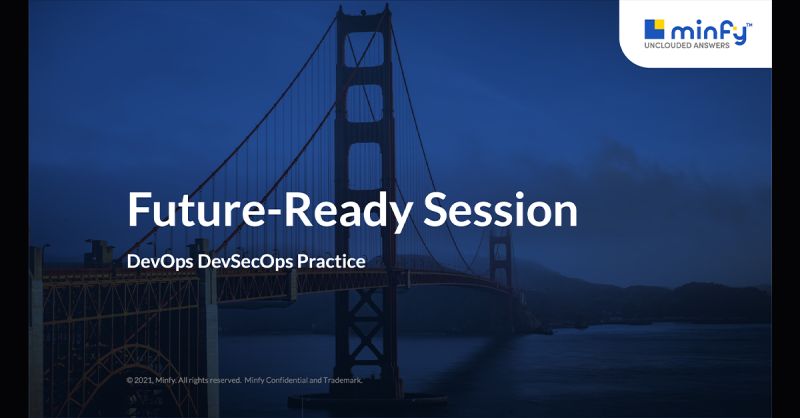 minfy™
UNCLOUDED ANSWERS
Future-Ready Session
DevOps DevSecOps Practice
© 2021, Minfy. All rights reserved. Minfy Confidential and Trademark.